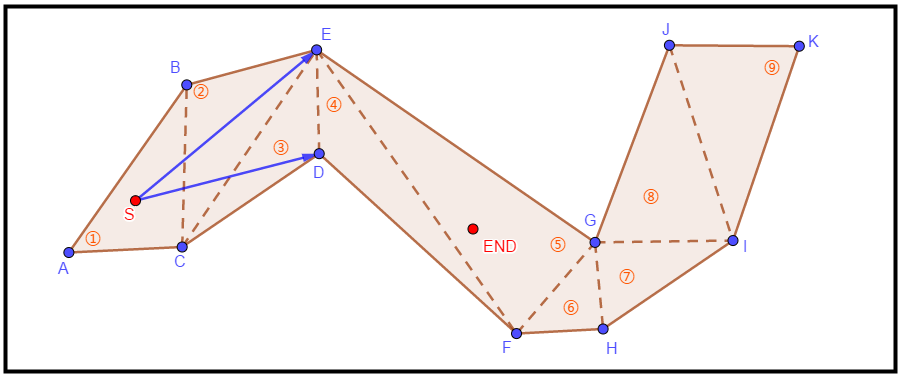 J
K
E
⑨
B
②
④
③
D
⑧
S
G
END
⑤
I
①
A
C
⑦
⑥
F
H